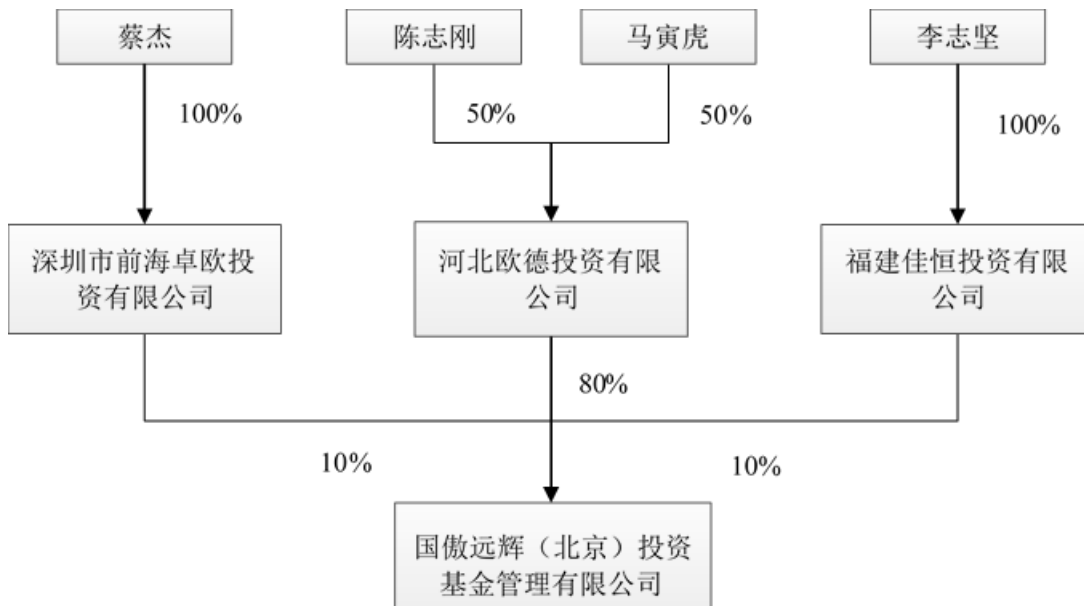 蔡杰
陈志刚
马寅虎
李志坚
100%
50%
50%
100%
深圳市前海卓欧投
资有限公司
河北欧德投资有限
公司
福建佳恒投资有限
公司
80%
10%
10%
国傲远辉（北京）投资
基金管理有限公司